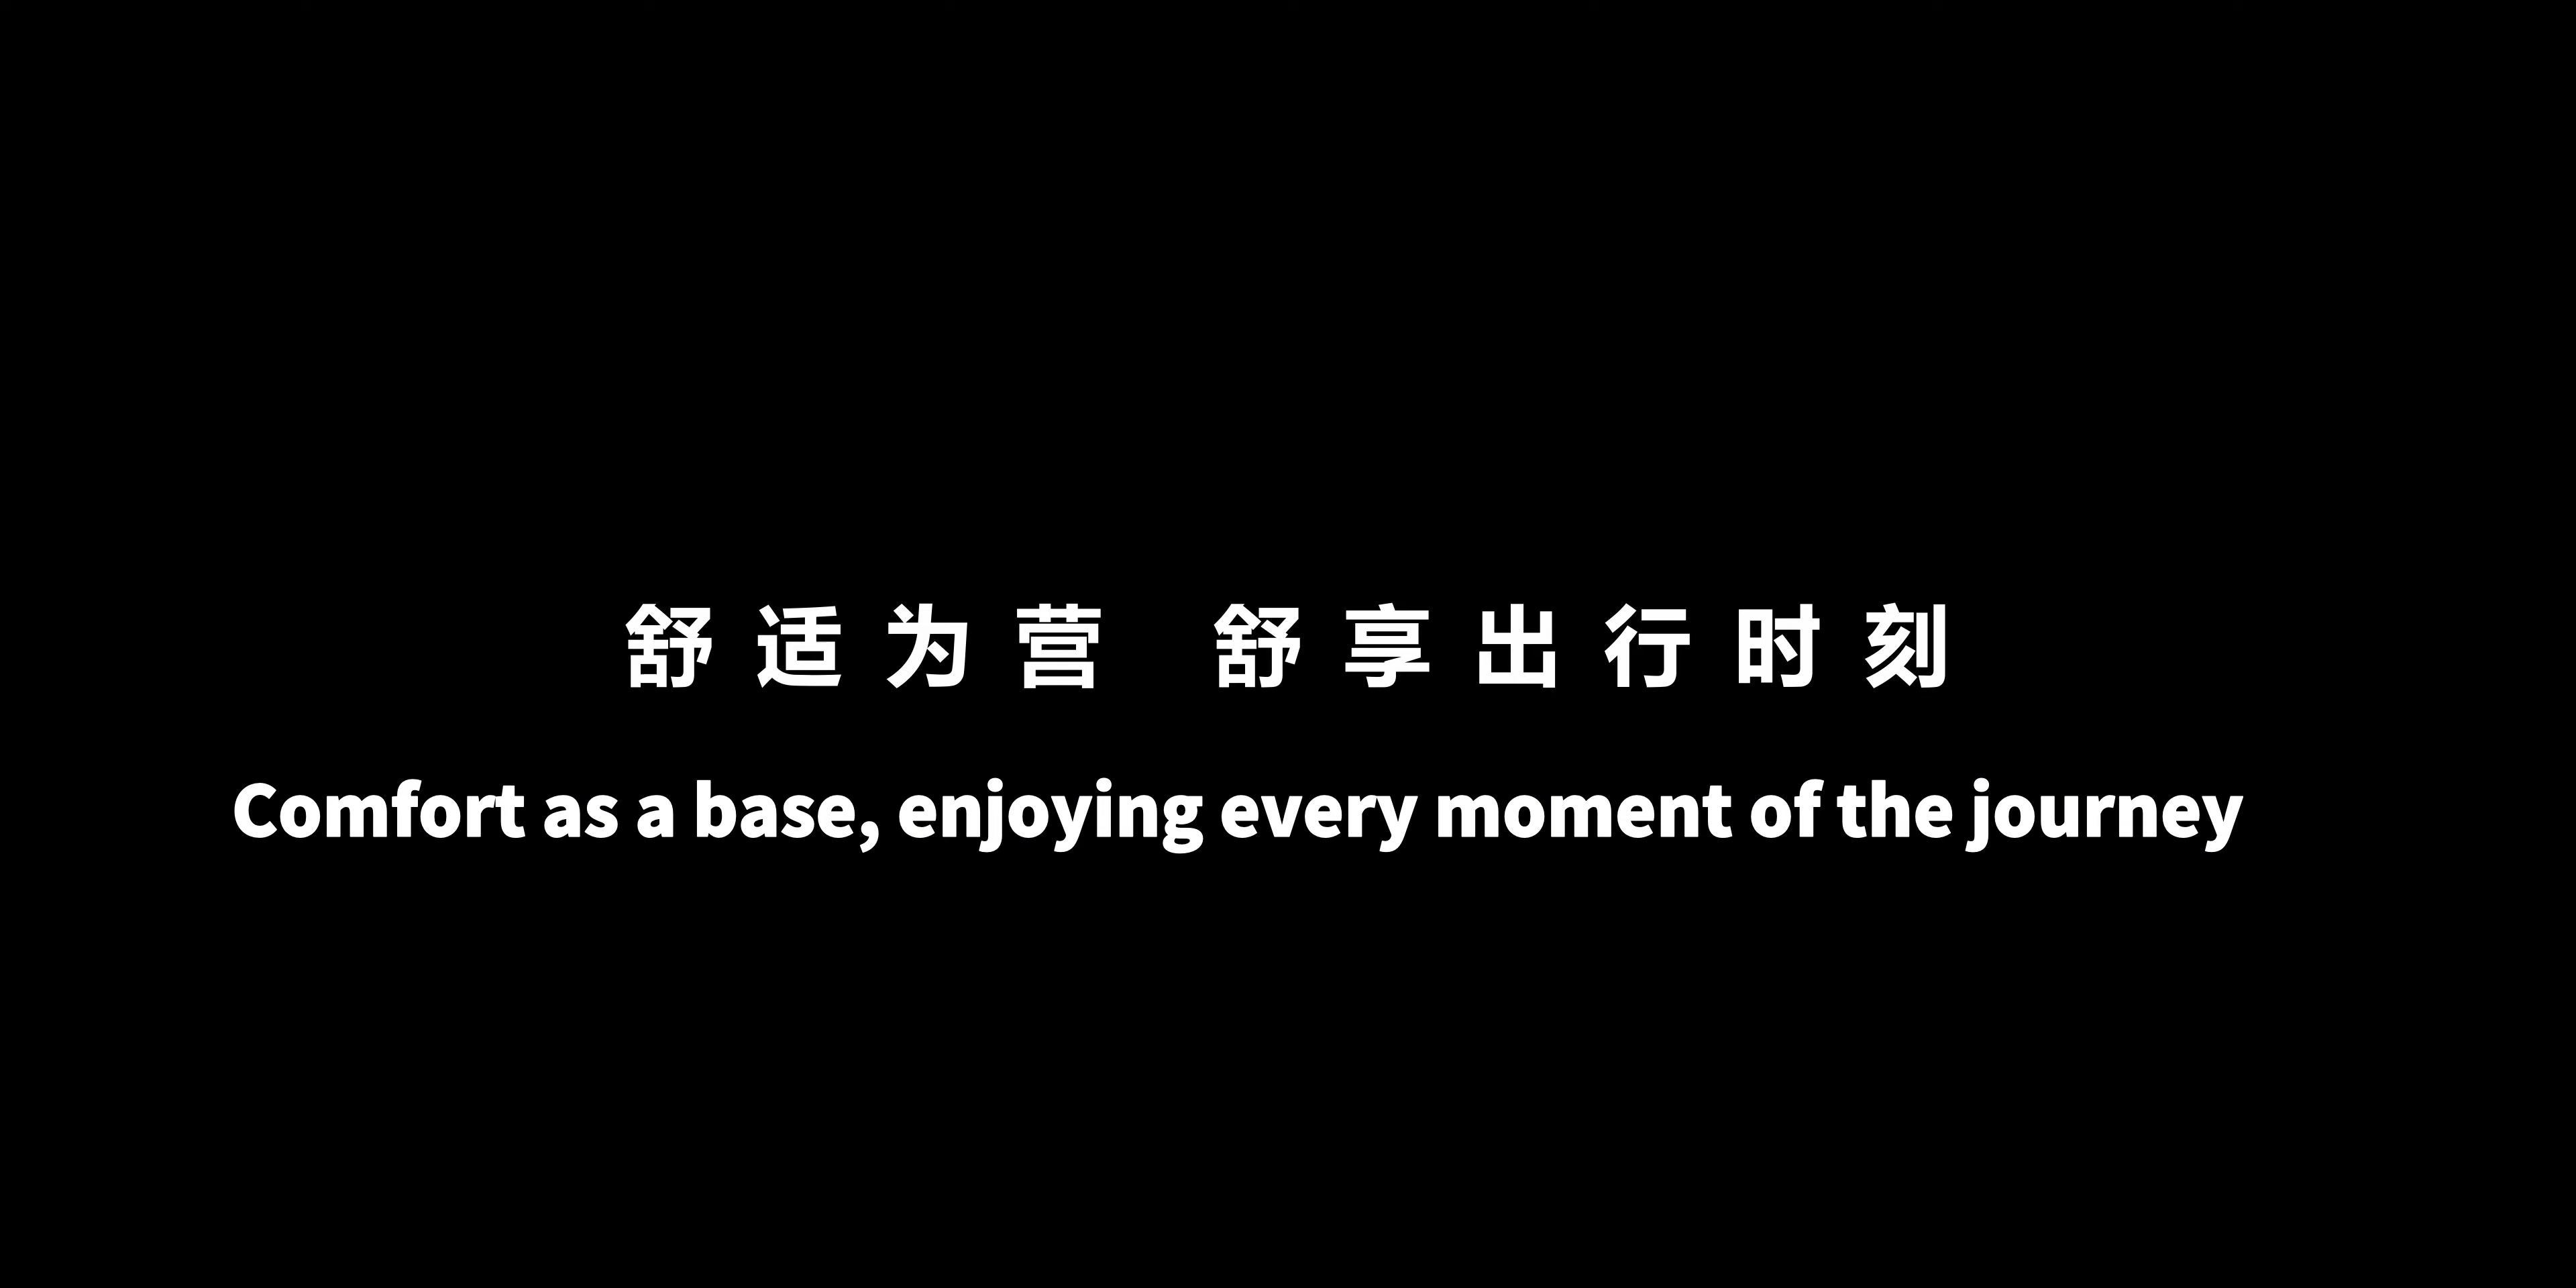 舒适为营 舒享出行时刻
Comfort as a base, enjoying every moment of the journey